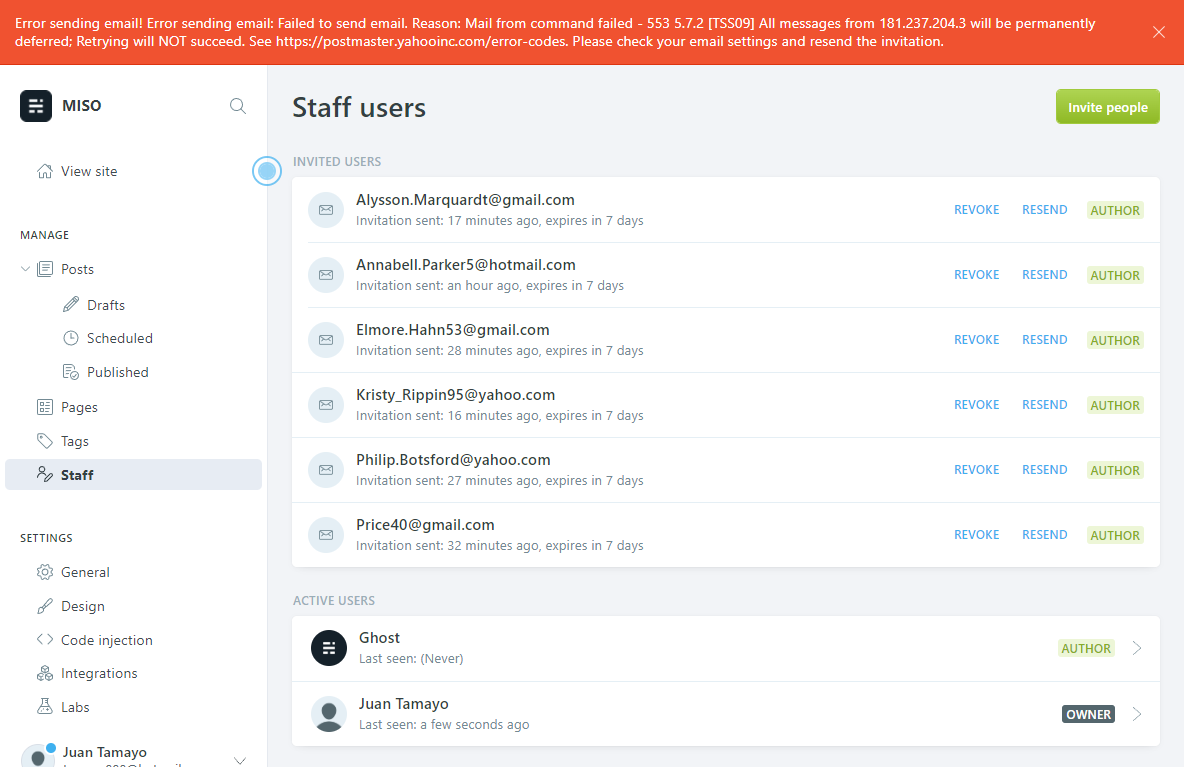 Error sending email! Error sending email: Failed to send email. Reason: Mail from command failed - 553 5.7.2 [TSS09] All messages from 181.237.204.3 will be permanently
deferred; Retrying will NOT succeed. See https://postmaster.yahooinc.com/error-codes. Please check your email settings and resend the invitation.
MISO
View site
MANAGE
Posts
Drafts
Scheduled
Published
Pages
Tags
Staff
SETTINGS
General
Design
Code injection
Integrations
Labs
Juan Tamayo
Staff users
Invite people
INVITED USERS
Alysson.Marquardt@gmail.com
Invitation sent: 17 minutes ago, expires in 7 days
REVOKE RESEND AUTHOR
Annabell.Parker5@hotmail.com
Invitation sent: an hour ago, expires in 7 days
REVOKE RESEND AUTHOR
Elmore.Hahn53@gmail.com
Invitation sent: 28 minutes ago, expires in 7 days
REVOKE RESEND AUTHOR
Kristy_Rippin95@yahoo.com
Invitation sent: 16 minutes ago, expires in 7 days
REVOKE RESEND AUTHOR
Philip.Botsford@yahoo.com
Invitation sent: 27 minutes ago, expires in 7 days
REVOKE RESEND AUTHOR
Price40@gmail.com
Invitation sent: 32 minutes ago, expires in 7 days
REVOKE RESEND AUTHOR
ACTIVE USERS
Ghost
Last seen: (Never)
AUTHOR
Juan Tamayo
Last seen: a few seconds ago
OWNER